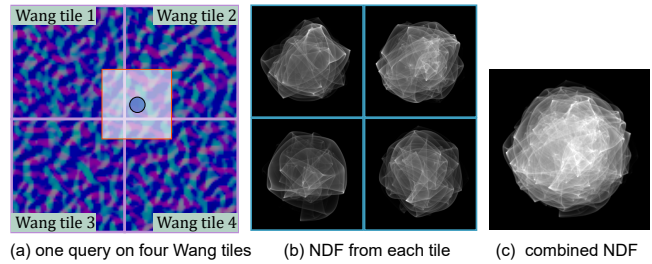 Wang tile 1
Wang tile 2
Wang tile 3
Wang tile 4
(a) one query on four Wang tiles
(b) NDF from each tile
(c) combined NDF